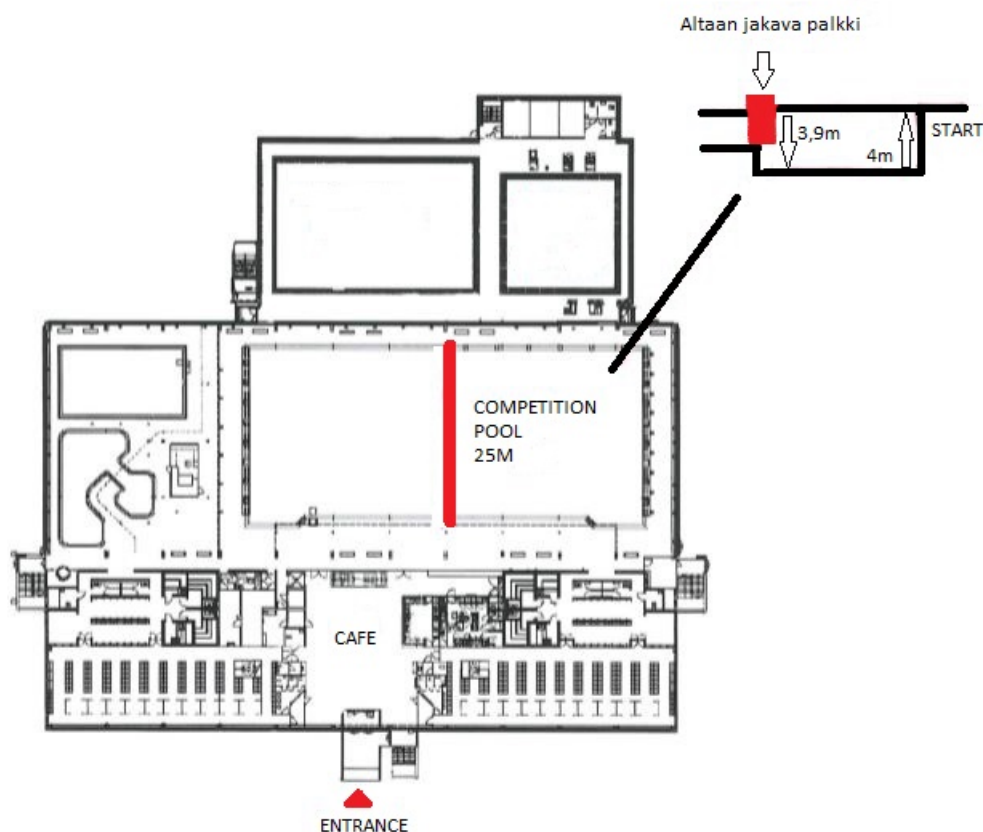 Altaan jakava palkki
3,9m
START
4m
COMPETITION
POOL
25M
CAFE
ENTRANCE